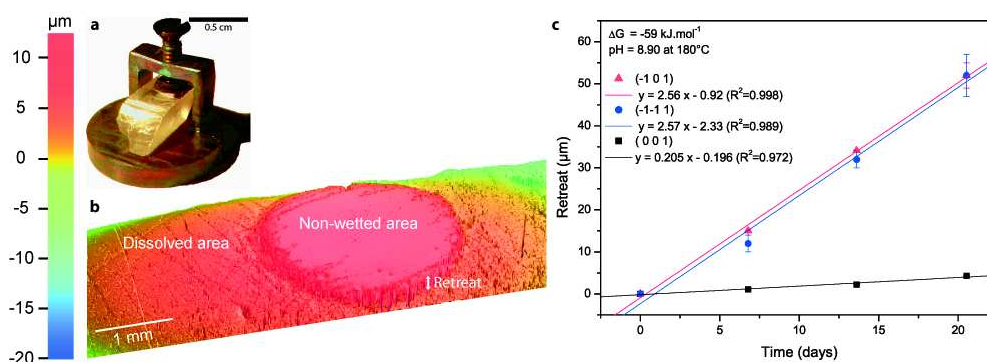 µm
10
5
0
-5
-10
-15
-20
a
0.5 cm
b
Non-wetted area
Dissolved area
Retreat
1 mm
c
ΔG = -59 kJ.mol⁻¹
pH = 8.90 at 180°C
(-1 0 1)
y = 2.56 x - 0.92 (R²=0.998)
(-1-1 1)
y = 2.57 x - 2.33 (R²=0.989)
(0 0 1)
y = 0.205 x - 0.196 (R²=0.972)
Retreat (µm)
60
50
40
30
20
10
0
0
5
10
15
20
Time (days)